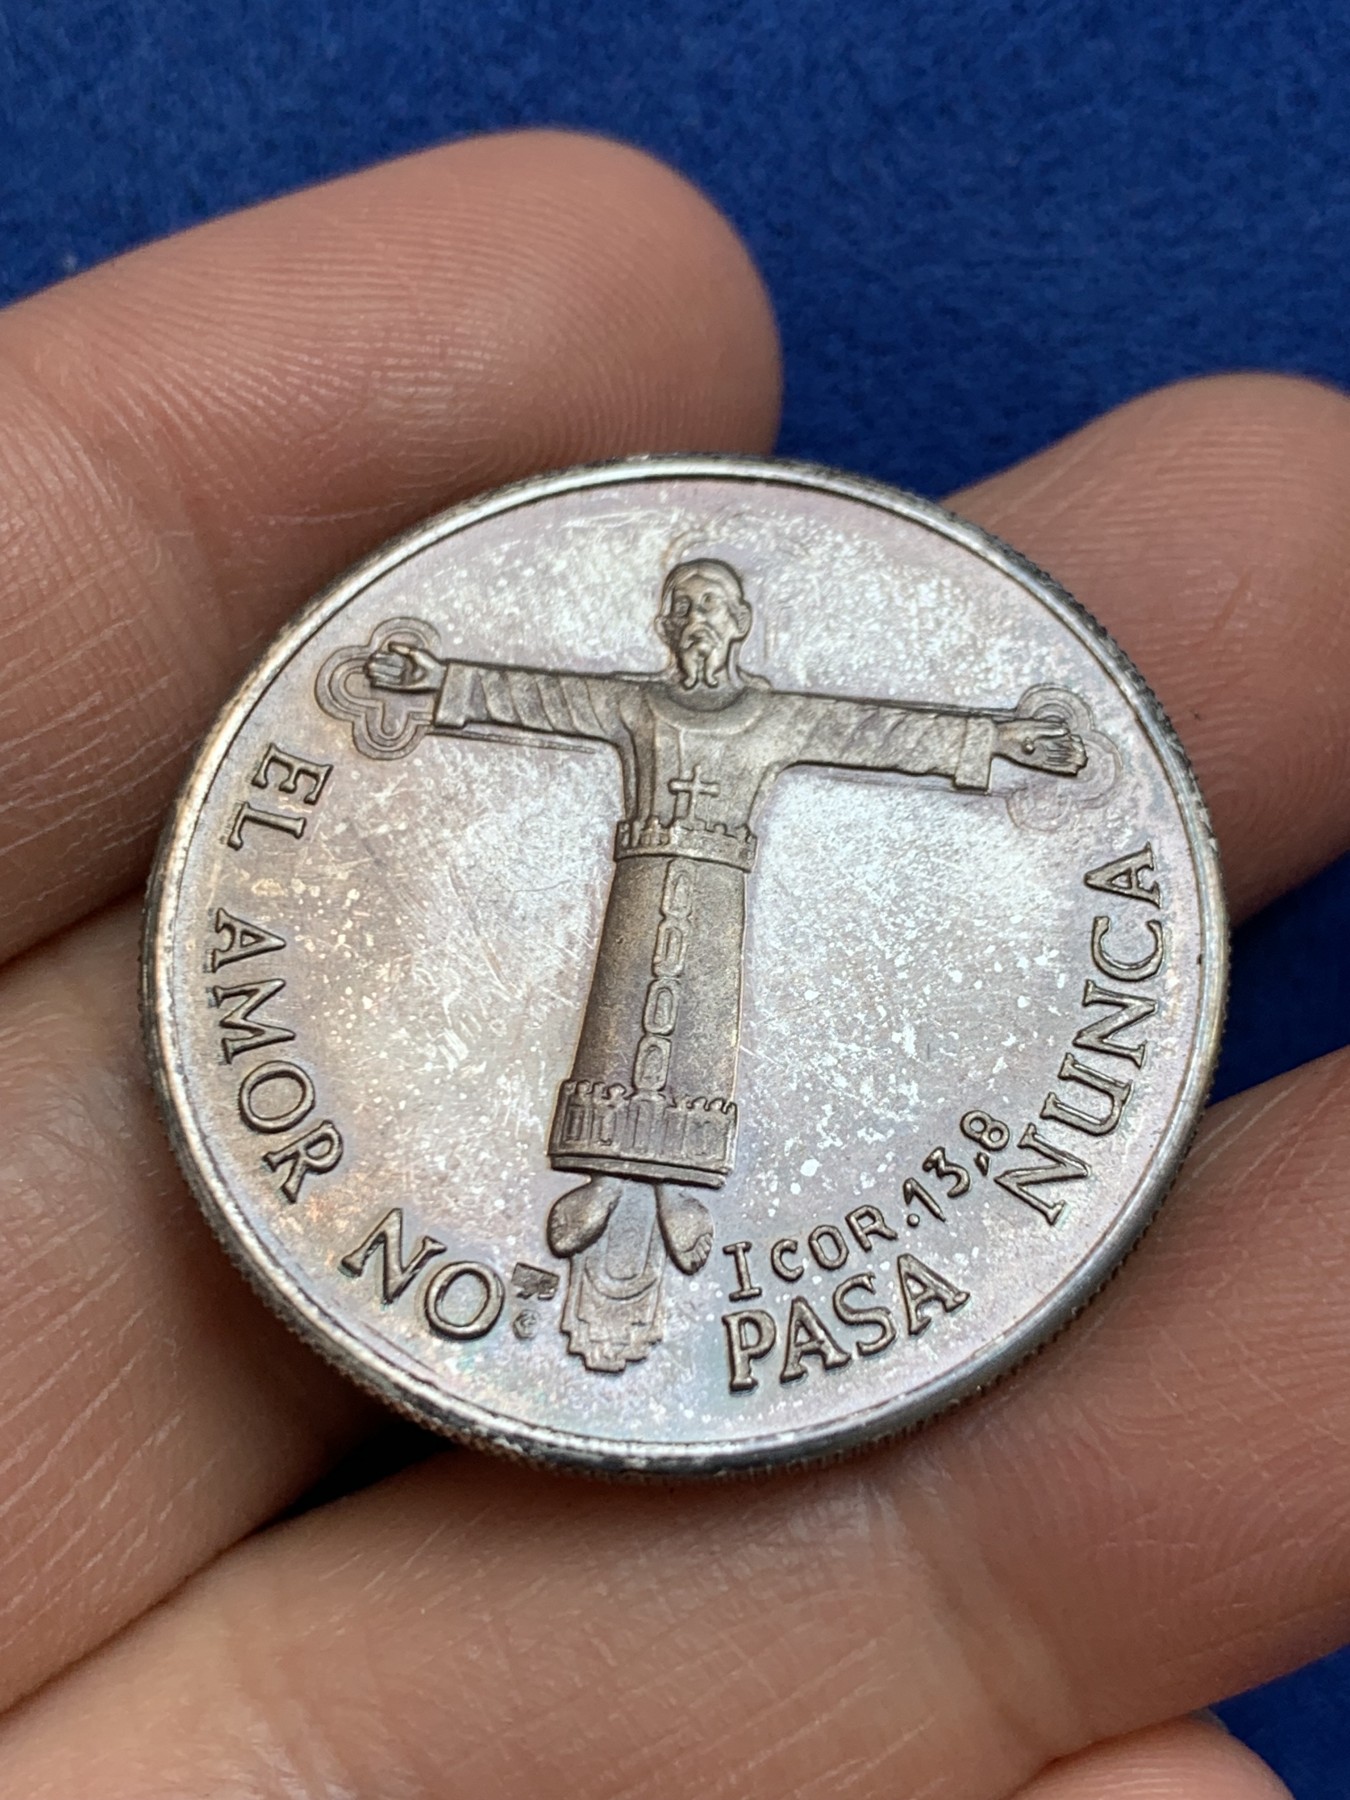 EL AMOR NO PASA NUNCA
I COR. 13,8